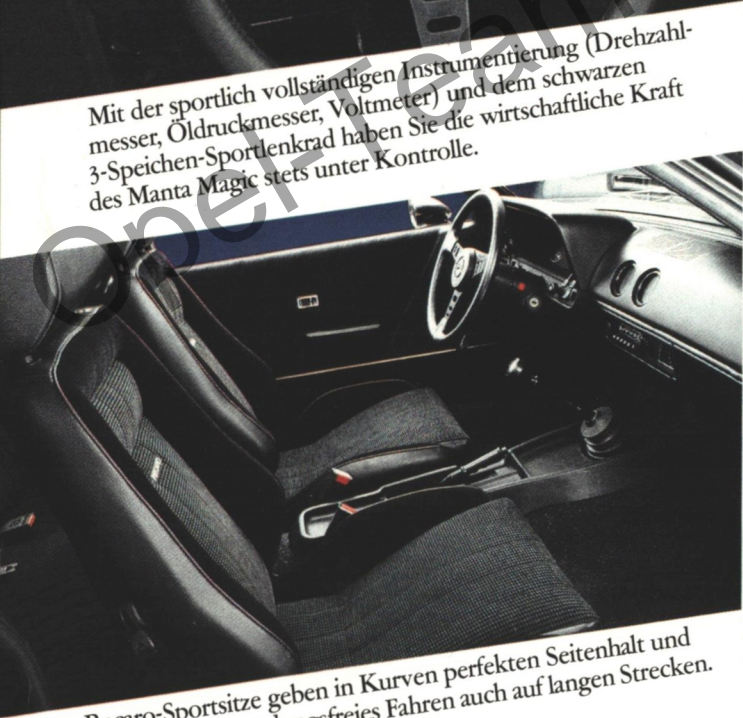 Mit der sportlich vollständigen Instrumentierung (Drehzahl-
messer, Öldruckmesser, Voltmeter) und dem schwarzen
3-Speichen-Sportlenkrad haben Sie die wirtschaftliche Kraft
des Manta Magic stets unter Kontrolle.
Opel-Team
geben in Kurven perfekten Seitenhalt und
Fahren auch auf langen Strecken.